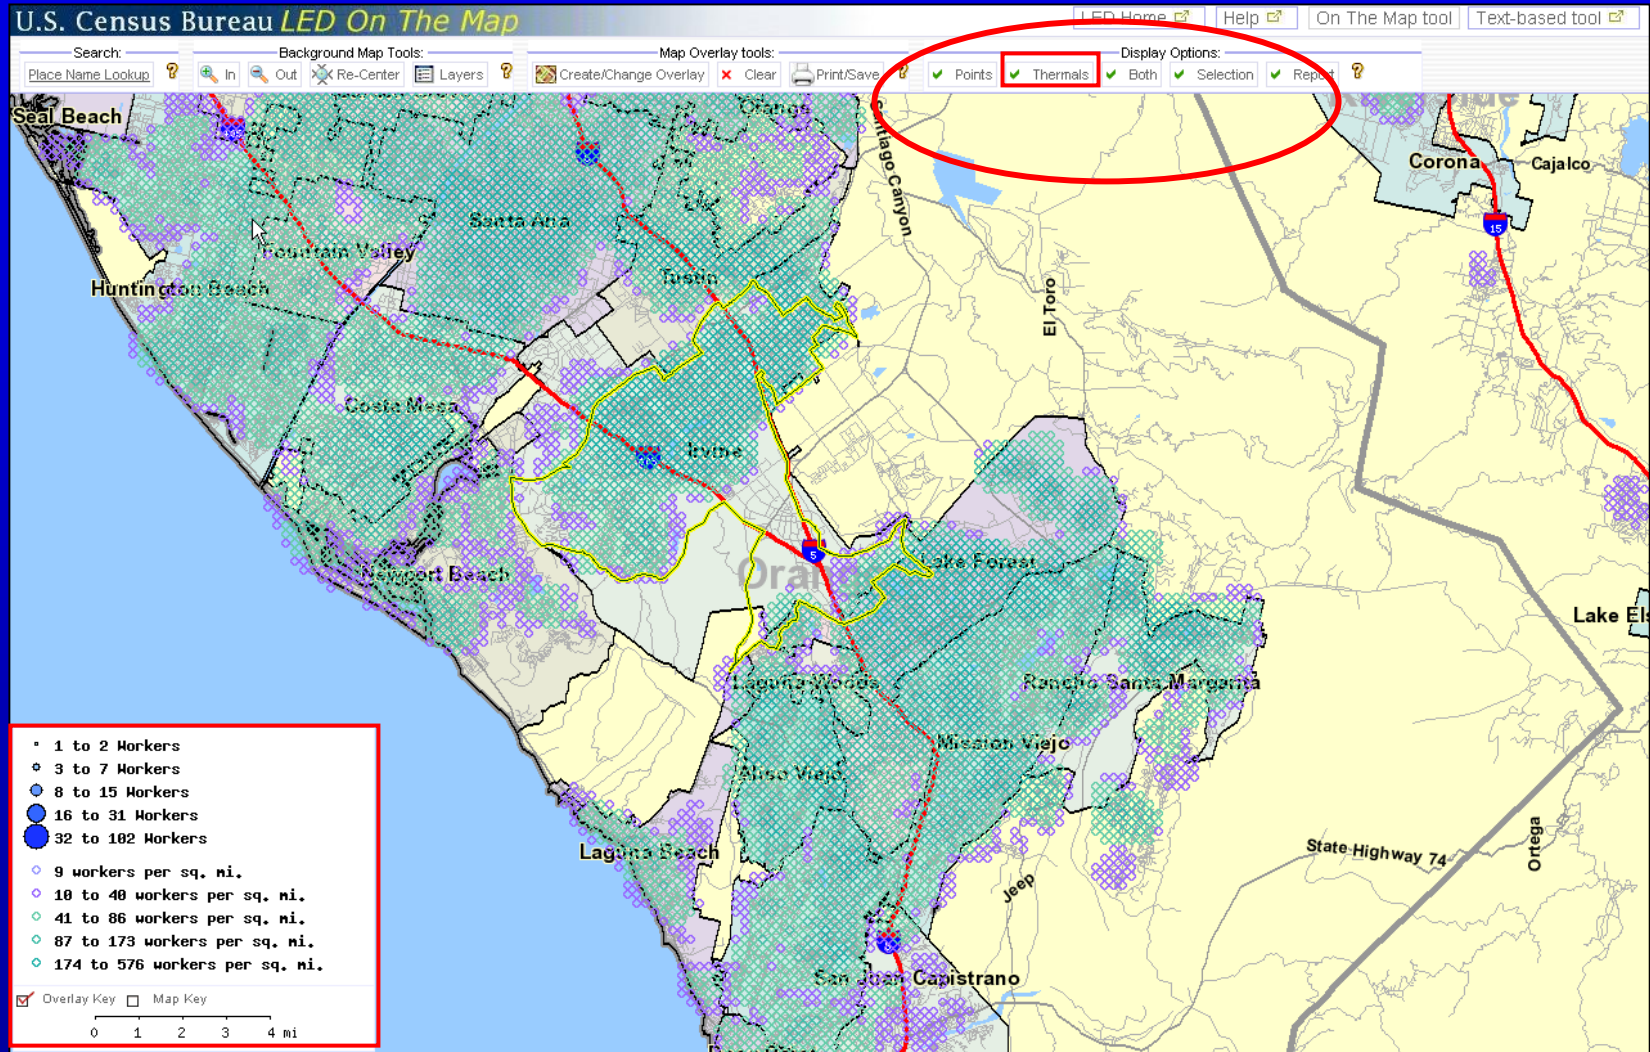 U.S. Census Bureau LED On The Map
LED Home Help On The Map tool Text-based tool
Search: Background Map Tools: Map Overlay tools: Display Options:
Place Name Lookup ? In Out Re-Center Layers ? Create/Change Overlay Clear Print/Save ? Points Thermals Both Selection Report ?
Seal Beach
Orange
Santiago Canyon
Corona
Cajalco
15
Santa Ana
Fountain Valley
Tustin
Huntington Beach
El Toro
Costa Mesa
Irvine
5
Newport Beach
Lake Forest
Laguna Woods
Rancho Santa Margarita
Mission Viejo
Aliso Viejo
Laguna Beach
State Highway 74
Ortega
Jeep
San Juan Capistrano
1 to 2 Workers
3 to 7 Workers
8 to 15 Workers
16 to 31 Workers
32 to 102 Workers
9 workers per sq. mi.
10 to 40 workers per sq. mi.
41 to 86 workers per sq. mi.
87 to 173 workers per sq. mi.
174 to 576 workers per sq. mi.
Overlay Key Map Key
0 1 2 3 4 mi